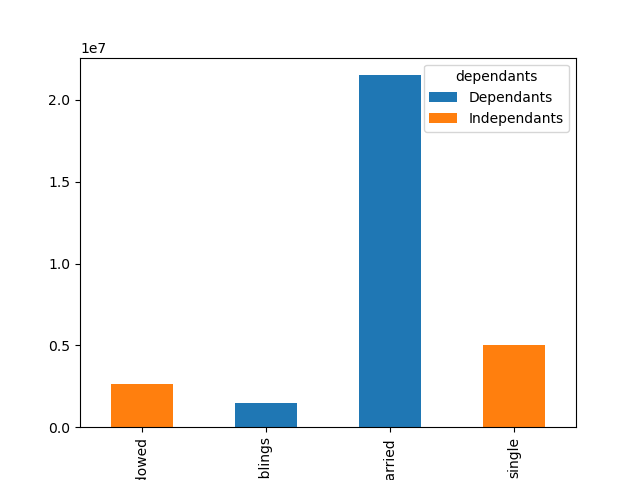 1e7
dependants
Dependants
Independants
2.0
1.5
1.0
0.5
0.0
dowed
blings
arried
single